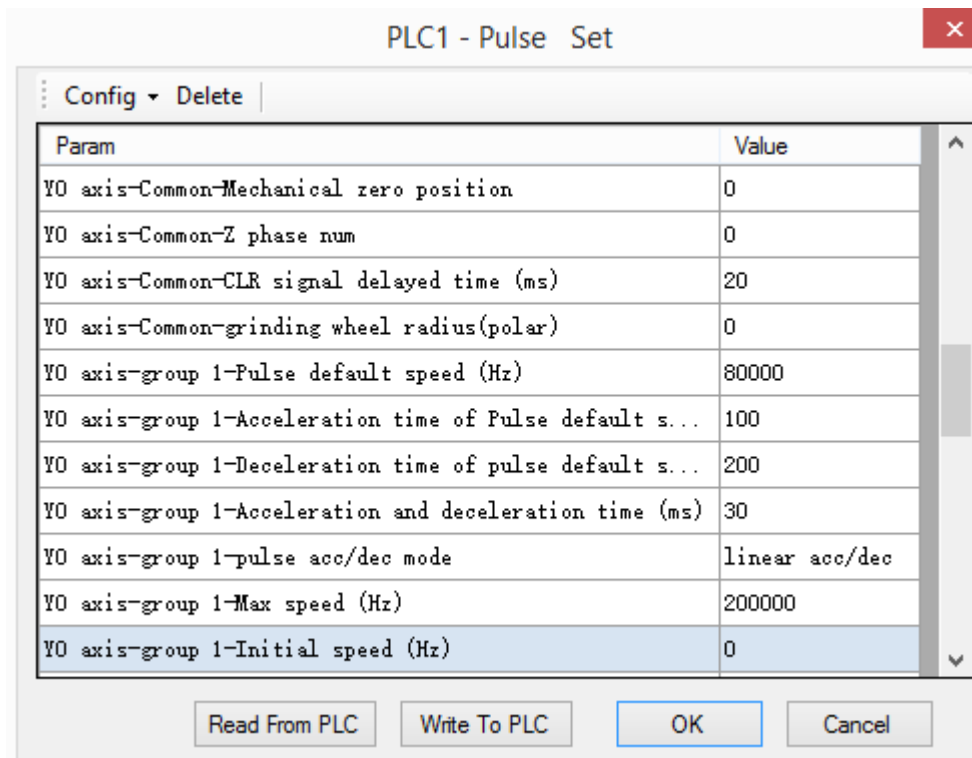 PLC1 - Pulse Set
Config Delete
Param Value
Y0 axis-Common-Mechanical zero position 0
Y0 axis-Common-Z phase num 0
Y0 axis-Common-CLR signal delayed time (ms) 20
Y0 axis-Common-grinding wheel radius(polar) 0
Y0 axis-group 1-Pulse default speed (Hz) 80000
Y0 axis-group 1-Acceleration time of Pulse default s... 100
Y0 axis-group 1-Deceleration time of pulse default s... 200
Y0 axis-group 1-Acceleration and deceleration time (ms) 30
Y0 axis-group 1-pulse acc/dec mode linear acc/dec
Y0 axis-group 1-Max speed (Hz) 200000
Y0 axis-group 1-Initial speed (Hz) 0
Read From PLC Write To PLC OK Cancel